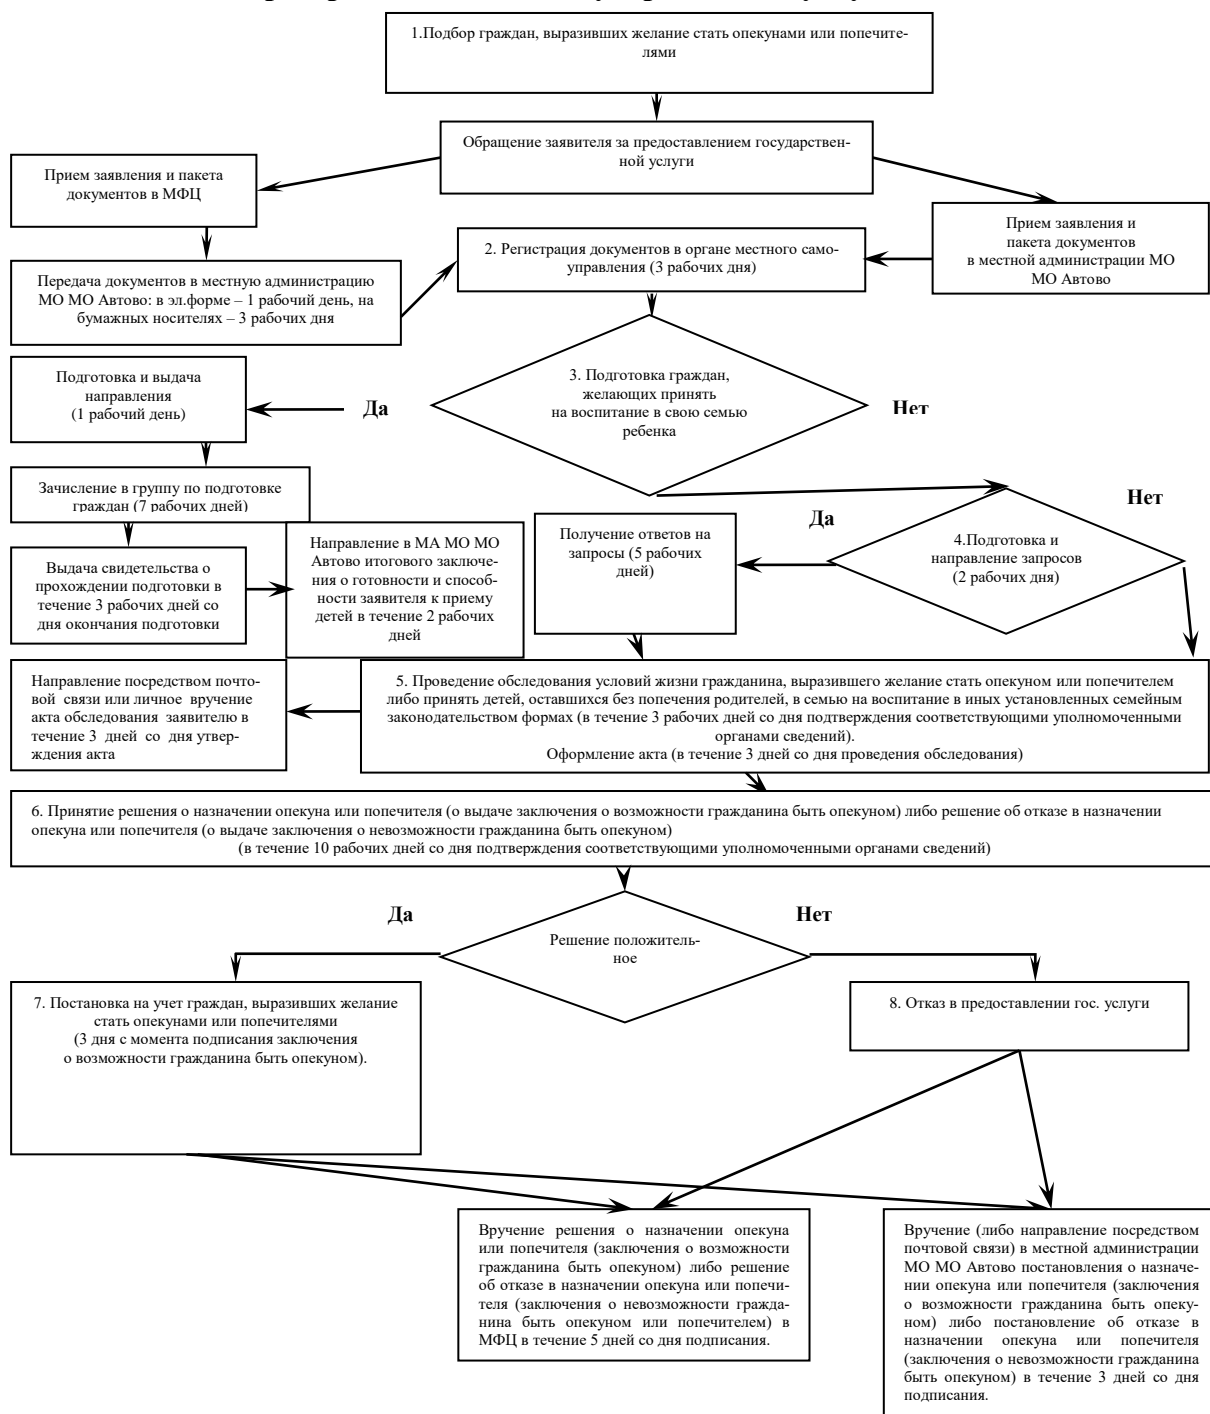 1.Подбор граждан, выразивших желание стать опекунами или попечите-
лями
Обращение заявителя за предоставлением государствен-
ной услуги
Прием заявления и пакета
документов в МФЦ
Прием заявления и
пакета документов
в местной администрации МО
МО Автово
2. Регистрация документов в органе местного само-
управления (3 рабочих дня)
Передача документов в местную администрацию
МО МО Автово: в эл.форме – 1 рабочий день, на
бумажных носителях – 3 рабочих дня
3. Подготовка граждан,
желающих принять
на воспитание в свою семью
ребенка
Да
Нет
Подготовка и выдача
направления
(1 рабочий день)
Зачисление в группу по подготовке
граждан (7 рабочих дней)
Выдача свидетельства о
прохождении подготовки в
течение 3 рабочих дней со
дня окончания подготовки
Направление в МА МО МО
Автово итогового заключе-
ния о готовности и способ-
ности заявителя к приему
детей в течение 2 рабочих
дней
Получение ответов на
запросы (5 рабочих
дней)
Да
Нет
4.Подготовка и
направление запросов
(2 рабочих дня)
Направление посредством почто-
вой связи или личное вручение
акта обследования заявителю в
течение 3 дней со дня утвер-
ждения акта
5. Проведение обследования условий жизни гражданина, выразившего желание стать опекуном или попечителем
либо принять детей, оставшихся без попечения родителей, в семью на воспитание в иных установленных семейным
законодательством формах (в течение 3 рабочих дней со дня подтверждения соответствующими уполномоченными
органами сведений).
Оформление акта (в течение 3 дней со дня проведения обследования)
6. Принятие решения о назначении опекуна или попечителя (о выдаче заключения о возможности гражданина быть опекуном) либо решение об отказе в назначении
опекуна или попечителя (о выдаче заключения о невозможности гражданина быть опекуном)
(в течение 10 рабочих дней со дня подтверждения соответствующими уполномоченными органами сведений)
Да
Нет
Решение положитель-
ное
7. Постановка на учет граждан, выразивших желание
стать опекунами или попечителями
(3 дня с момента подписания заключения
о возможности гражданина быть опекуном).
8. Отказ в предоставлении гос. услуги
Вручение решения о назначении опекуна
или попечителя (заключения о возможности
гражданина быть опекуном) либо решение
об отказе в назначении опекуна или попечи-
теля (заключения о невозможности гражда-
нина быть опекуном или попечителем) в
МФЦ в течение 5 дней со дня подписания.
Вручение (либо направление посредством
почтовой связи) в местной администрации
МО МО Автово постановления о назначе-
нии опекуна или попечителя (заключения
о возможности гражданина быть опеку-
ном) либо постановление об отказе в
назначении опекуна или попечителя
(заключения о невозможности гражданина
быть опекуном) в течение 3 дней со дня
подписания.